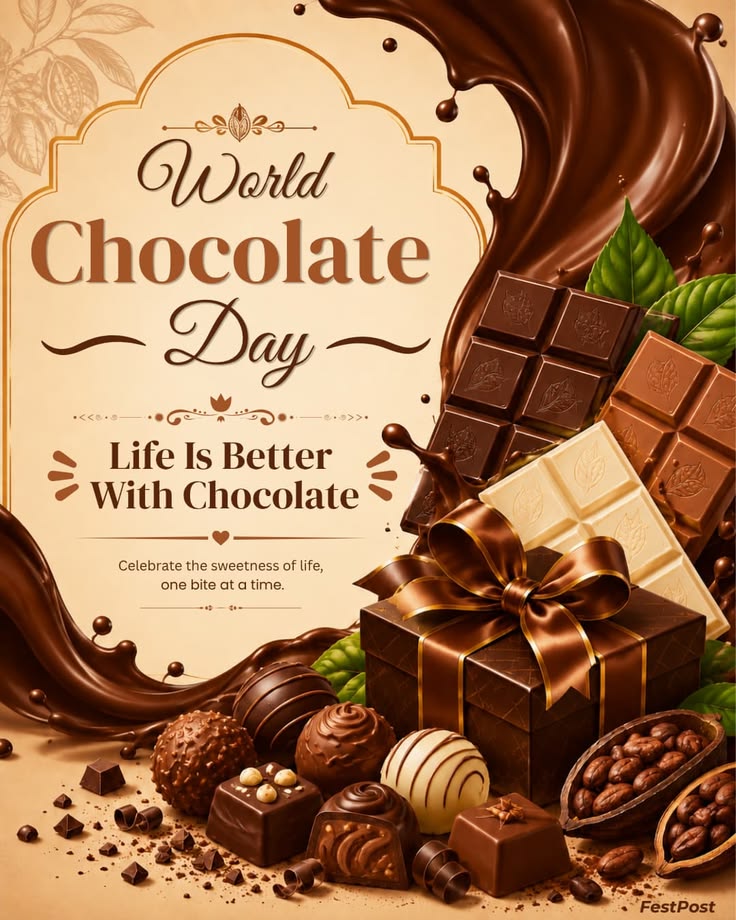 World
Chocolate
Day
Life Is Better
With Chocolate
Celebrate the sweetness of life,
one bite at a time.
FestPost